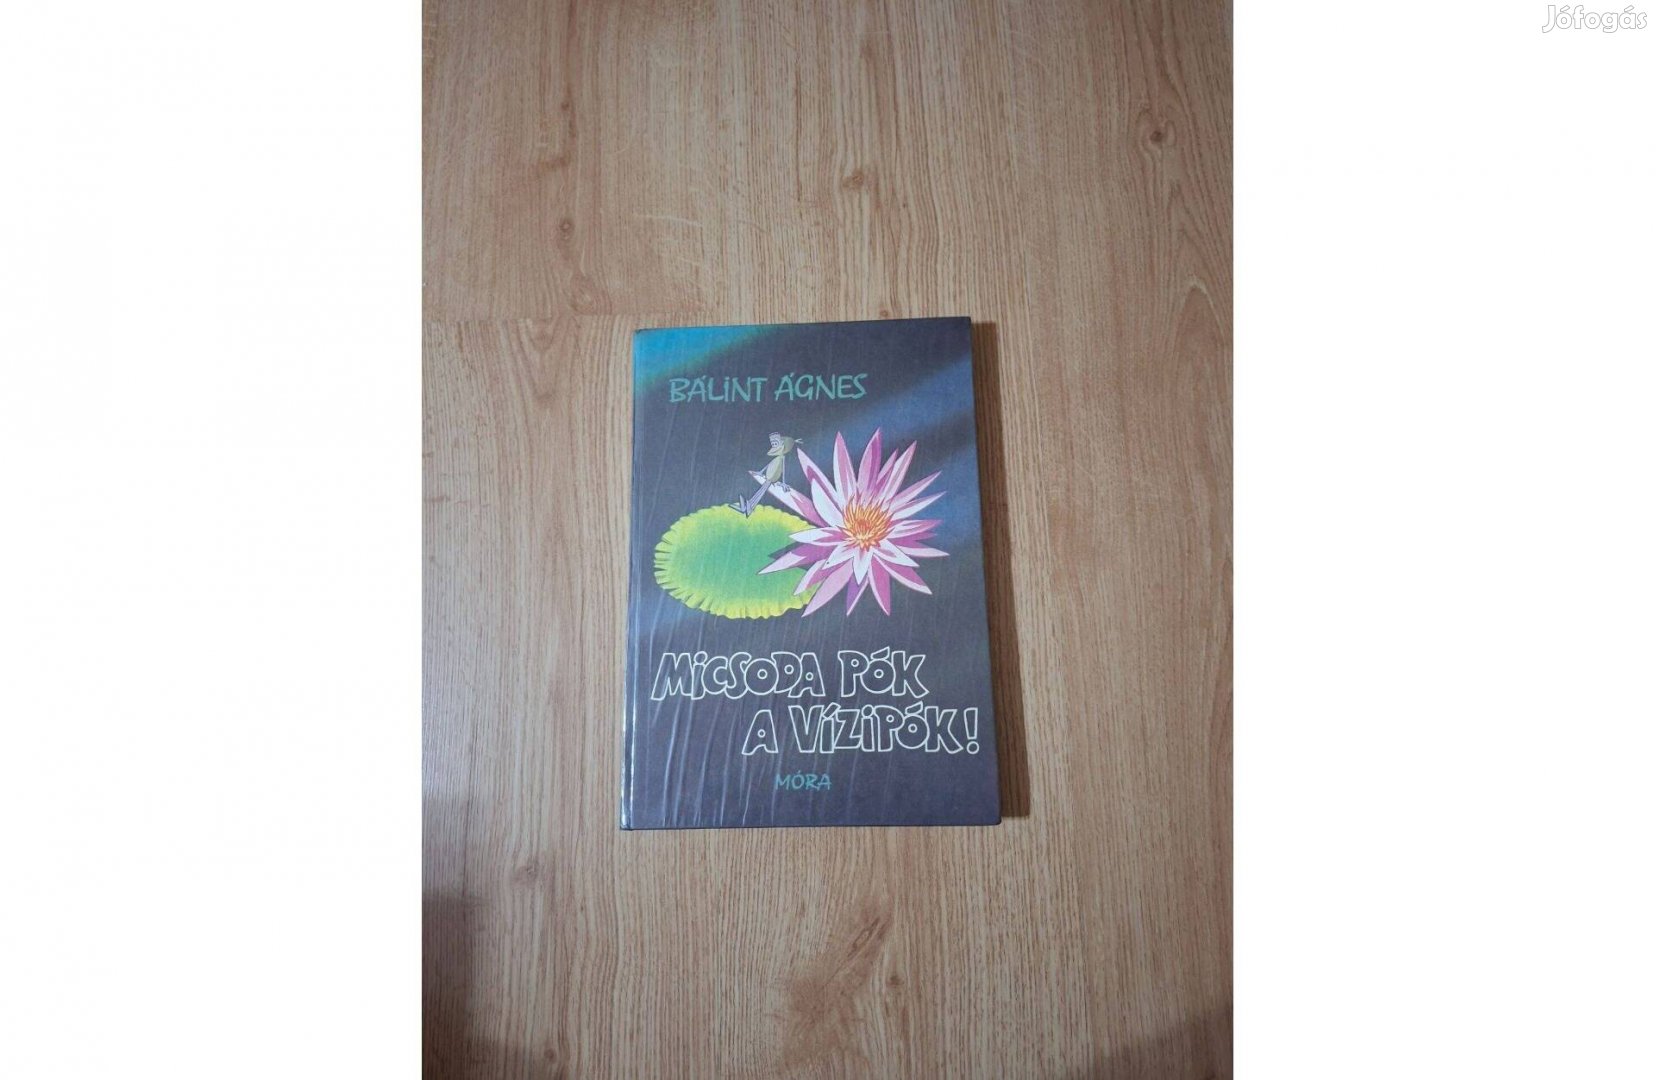 Jófogás
BÁLINT ÁGNES
MICSODA PÓK
A VÍZIPÓK!
MÓRA